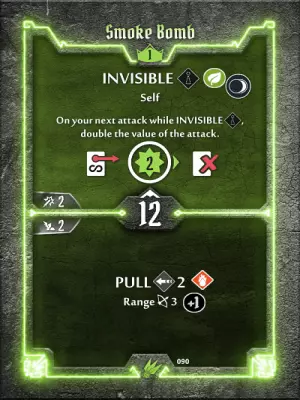 Smoke Bomb
1
INVISIBLE
Self
On your next attack while INVISIBLE ,
double the value of the attack.
S 2
2
12
2
PULL 2
Range 3 +1
090